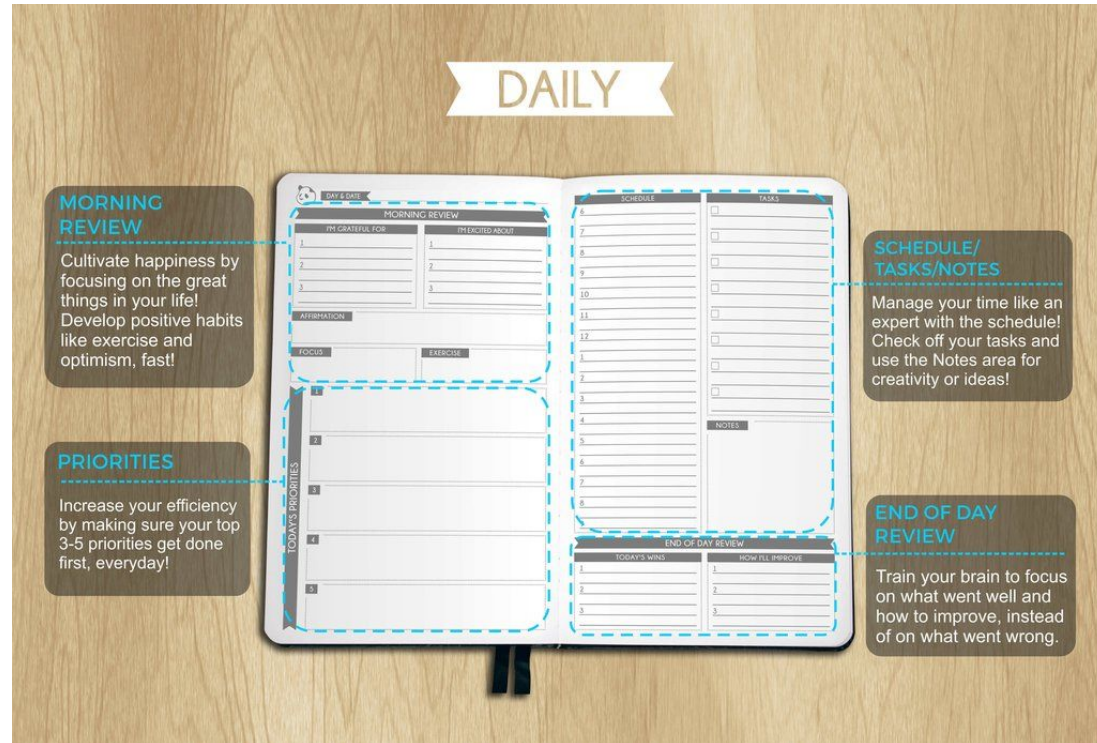 DAILY
MORNING
REVIEW
Cultivate happiness by
focusing on the great
things in your life!
Develop positive habits
like exercise and
optimism, fast!
PRIORITIES
Increase your efficiency
by making sure your top
3-5 priorities get done
first, everyday!
DAY & DATE
MORNING REVIEW
I'M GRATEFUL FOR
1
2
3
I'M EXCITED ABOUT
1
2
3
AFFIRMATION
FOCUS
EXERCISE
TODAY'S PRIORITIES
1
2
3
4
5
SCHEDULE
6
7
8
9
10
11
12
1
2
3
4
5
6
7
8
TASKS
NOTES
END OF DAY REVIEW
TODAY'S WINS
1
2
3
HOW I'LL IMPROVE
1
2
3
SCHEDULE/
TASKS/NOTES
Manage your time like an
expert with the schedule!
Check off your tasks and
use the Notes area for
creativity or ideas!
END OF DAY
REVIEW
Train your brain to focus
on what went well and
how to improve, instead
of on what went wrong.